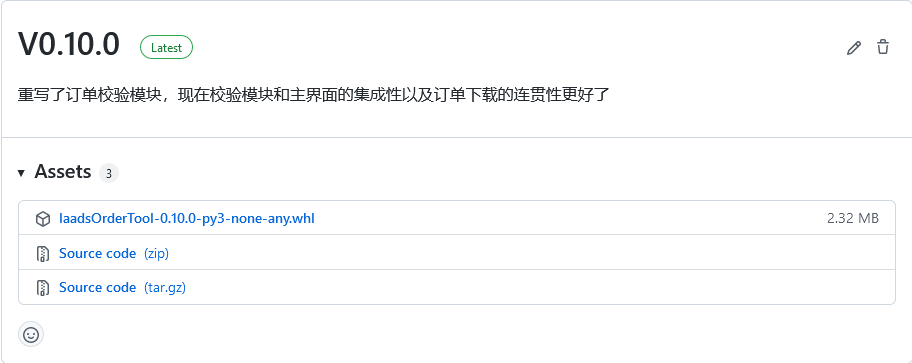 V0.10.0 Latest
重写了订单校验模块，现在校验模块和主界面的集成性以及订单下载的连贯性更好了
Assets 3
laadsOrderTool-0.10.0-py3-none-any.whl 2.32 MB
Source code (zip)
Source code (tar.gz)